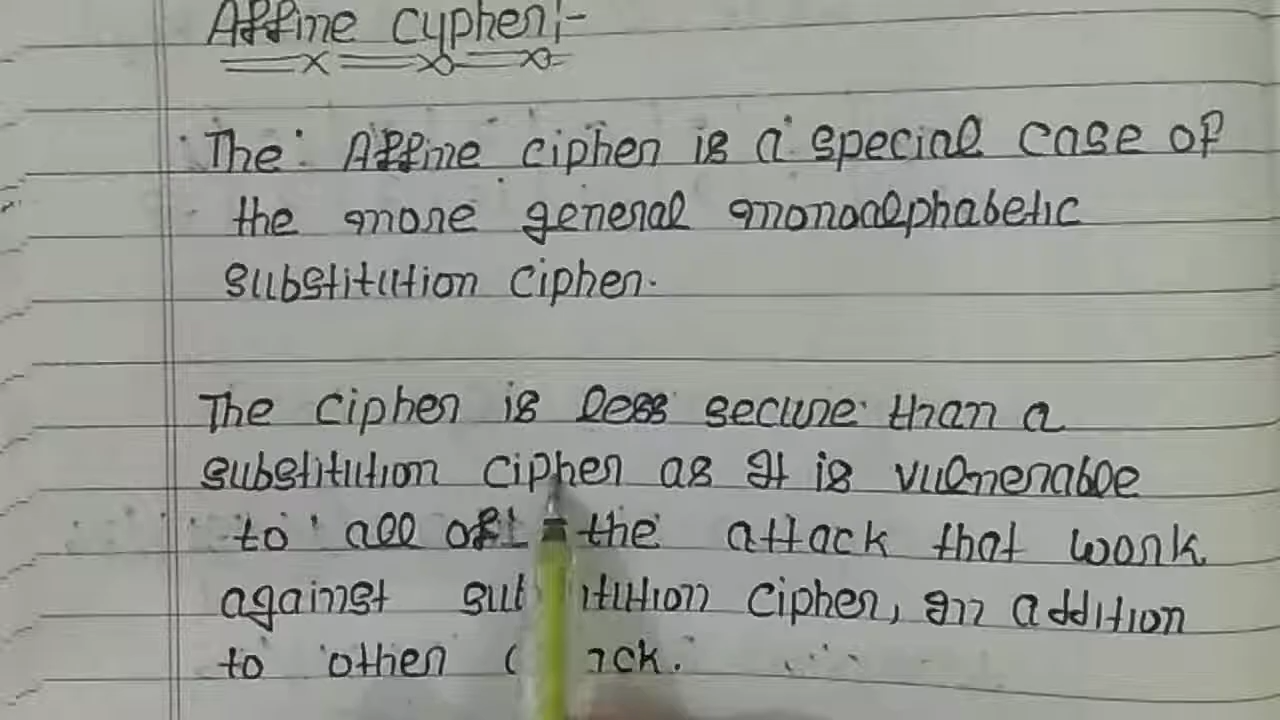 Affine Cypher:-
The Affine cipher is a special case of
the more general monoalphabetic
substitution cipher.
The cipher is less secure than a
substitution cipher as It is vulnerable
to all of the attack that work
against substitution cipher, In addition
to other attack.